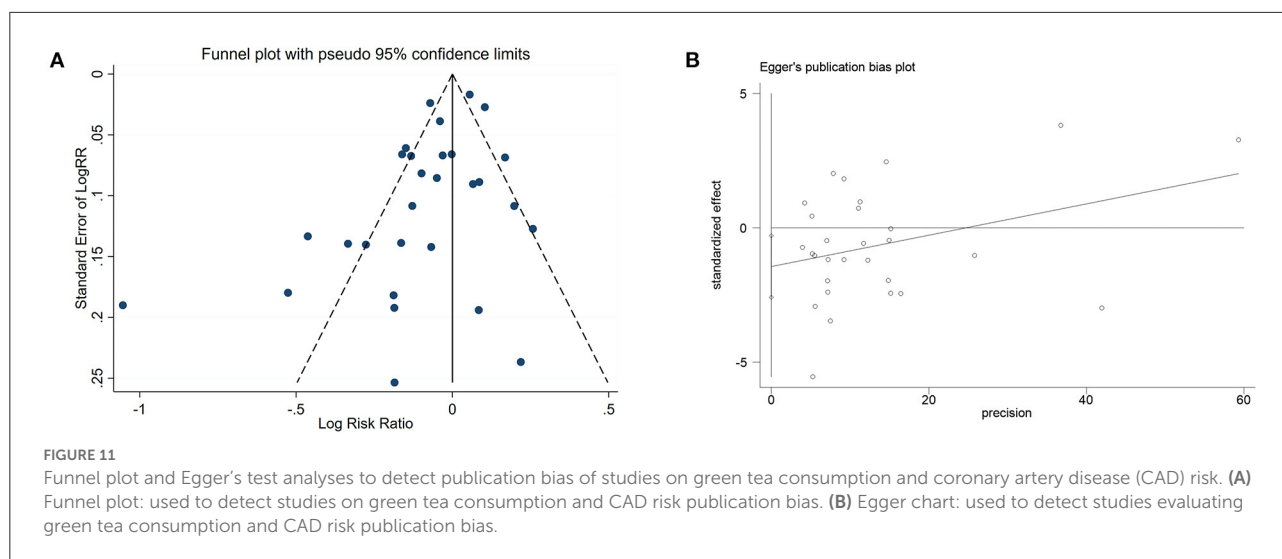 A
Funnel plot with pseudo 95% confidence limits
Standard Error of LogRR
0
.05
.1
.15
.2
.25
-1
-.5
0
.5
Log Risk Ratio
B
Egger's publication bias plot
standardized effect
5
0
-5
0
20
40
60
precision
FIGURE 11
Funnel plot and Egger's test analyses to detect publication bias of studies on green tea consumption and coronary artery disease (CAD) risk. (A)
Funnel plot: used to detect studies on green tea consumption and CAD risk publication bias. (B) Egger chart: used to detect studies evaluating
green tea consumption and CAD risk publication bias.